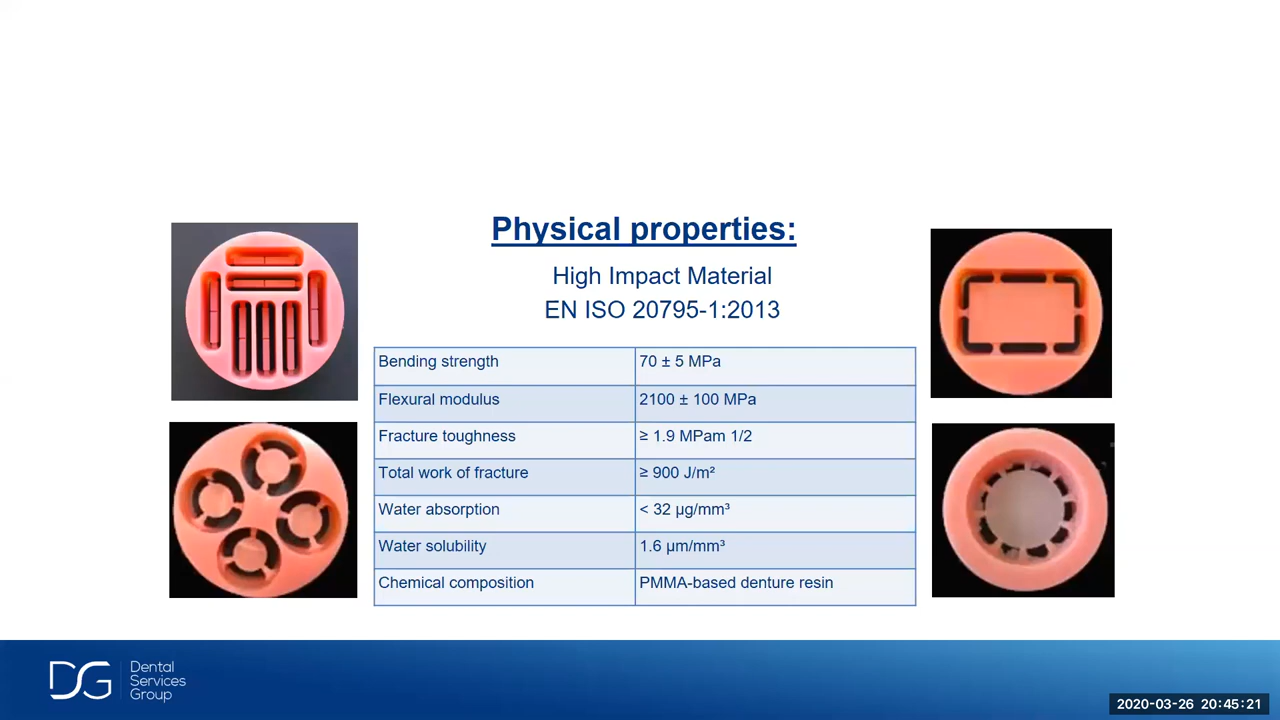 Physical properties:
High Impact Material
EN ISO 20795-1:2013
Bending strength 70 ± 5 MPa
Flexural modulus 2100 ± 100 MPa
Fracture toughness ≥ 1.9 MPam 1/2
Total work of fracture ≥ 900 J/m²
Water absorption < 32 µg/mm³
Water solubility 1.6 µm/mm³
Chemical composition PMMA-based denture resin
DG
Dental
Services
Group
2020-03-26 20:45:21